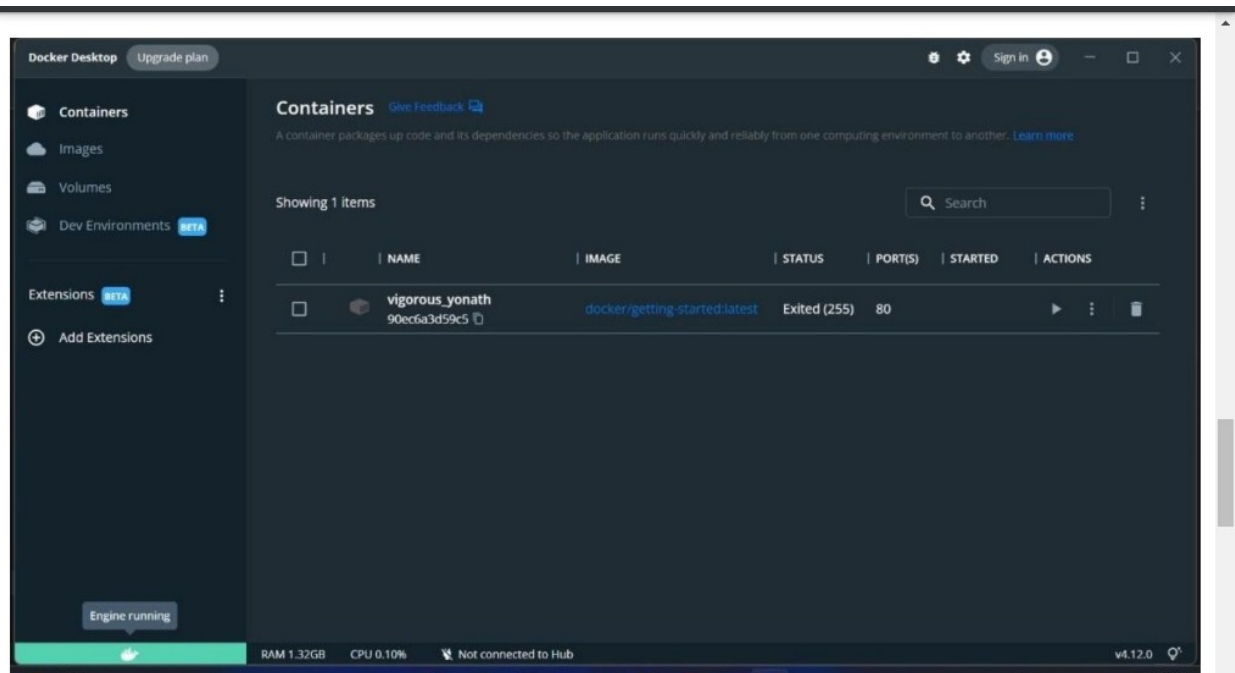 Docker Desktop Upgrade plan Sign in
Containers
Images
Volumes
Dev Environments BETA
Extensions BETA
Add Extensions
Containers Give Feedback
A container packages up code and its dependencies so the application runs quickly and reliably from one computing environment to another. Learn more
Showing 1 items Search
NAME IMAGE STATUS PORT(S) STARTED ACTIONS
vigorous_yonath docker/getting-started:latest Exited (255) 80
90ec6a3d59c5
Engine running
RAM 1.32GB CPU 0.10% Not connected to Hub v4.12.0